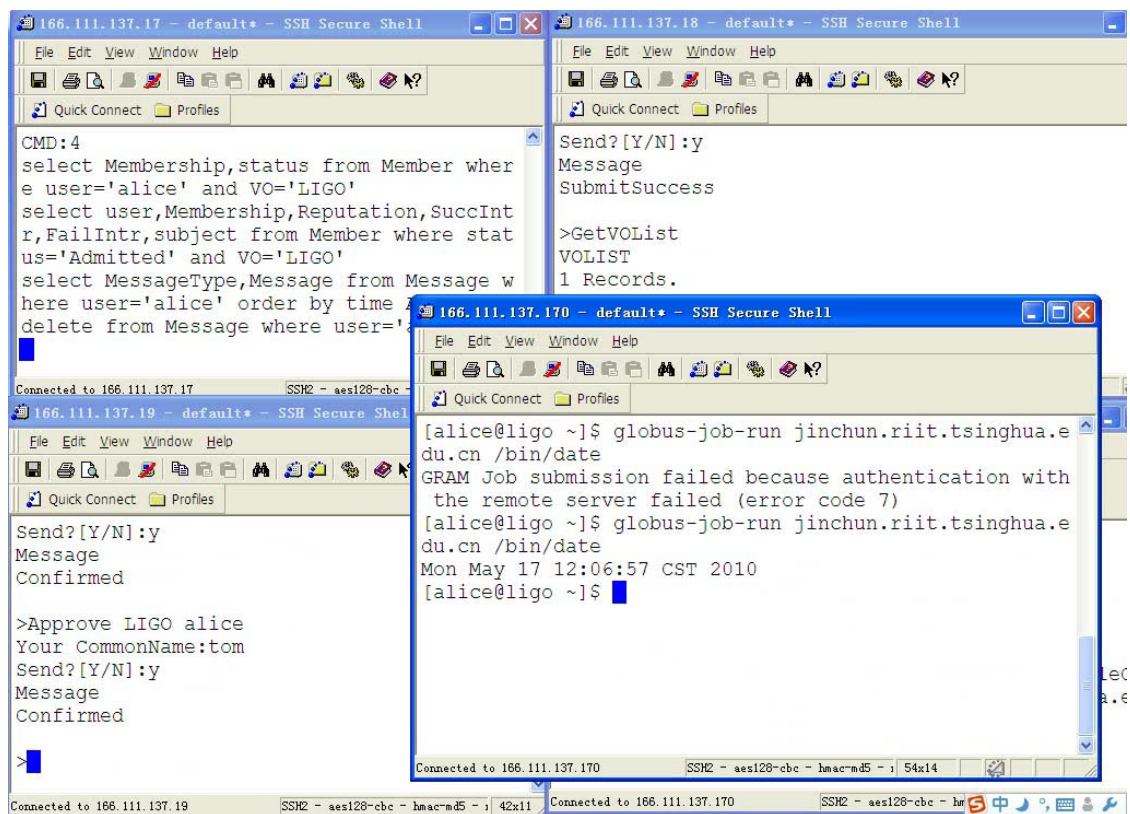 166.111.137.17 - default* - SSH Secure Shell
File Edit View Window Help
Quick Connect Profiles
CMD:4
select Membership,status from Member wher
e user='alice' and VO='LIGO'
select user,Membership,Reputation,SuccInt
r,FailIntr,subject from Member where stat
us='Admitted' and VO='LIGO'
select MessageType,Message from Message w
here user='alice' order by time
delete from Message where user='
Connected to 166.111.137.17 SSH2 - aes128-cbc -
166.111.137.18 - default* - SSH Secure Shell
File Edit View Window Help
Quick Connect Profiles
Send?[Y/N]:y
Message
SubmitSuccess
>GetVOList
VOLIST
1 Records.
166.111.137.19 - default* - SSH Secure Shel
File Edit View Window Help
Quick Connect Profiles
Send?[Y/N]:y
Message
Confirmed
>Approve LIGO alice
Your CommonName:tom
Send?[Y/N]:y
Message
Confirmed
>
Connected to 166.111.137.19 SSH2 - aes128-cbc - hmac-md5 - 42x11
166.111.137.170 - default* - SSH Secure Shell
File Edit View Window Help
Quick Connect Profiles
[alice@ligo ~]$ globus-job-run jinchun.riit.tsinghua.e
du.cn /bin/date
GRAM Job submission failed because authentication with
the remote server failed (error code 7)
[alice@ligo ~]$ globus-job-run jinchun.riit.tsinghua.e
du.cn /bin/date
Mon May 17 12:06:57 CST 2010
[alice@ligo ~]$
Connected to 166.111.137.170 SSH2 - aes128-cbc - hmac-md5 - 54x14
a.e
Connected to 166.111.137.170 SSH2 - aes128-cbc - hm
中